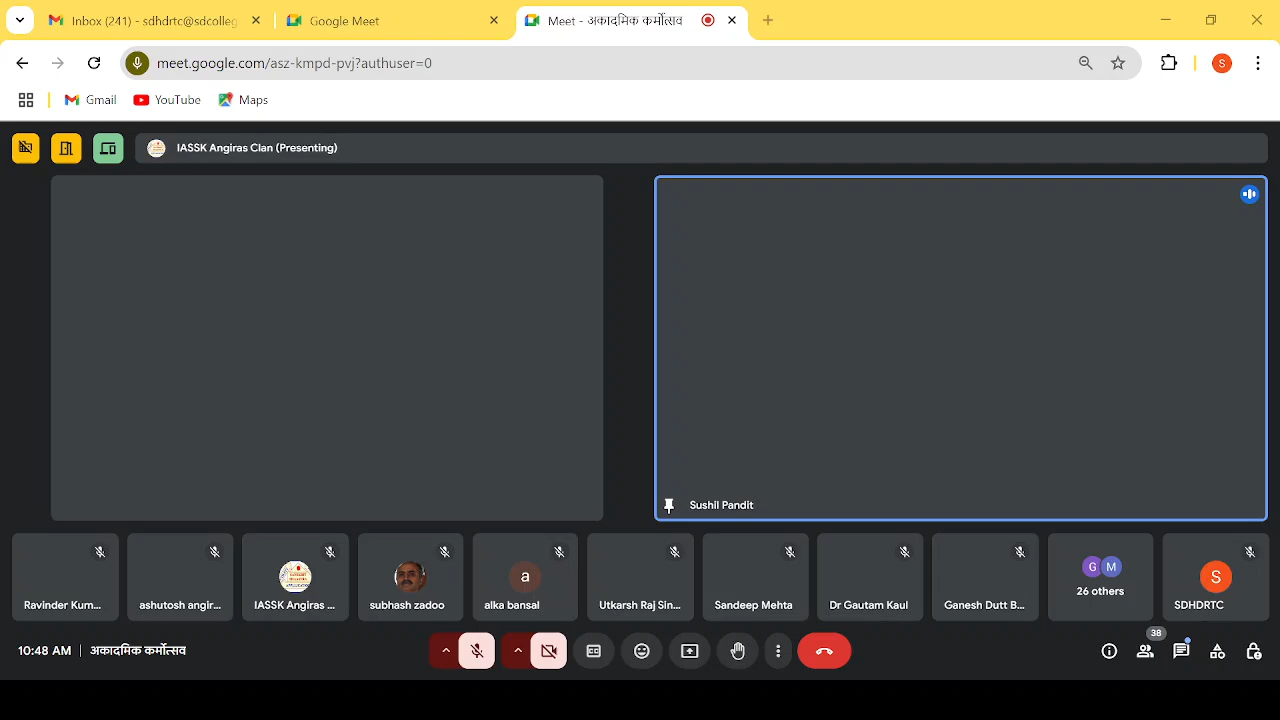 Inbox (241) - sdhdrtc@sdcolleg
Google Meet
Meet - अकादमिक कर्मोत्सव
meet.google.com/asz-kmpd-pvj?authuser=0
S
Gmail
YouTube
Maps
IASSK Angiras Clan (Presenting)
Sushil Pandit
a
G M
S
Ravinder Kum...
ashutosh angir...
IASSK Angiras ...
subhash zadoo
alka bansal
Utkarsh Raj Sin...
Sandeep Mehta
Dr Gautam Kaul
Ganesh Dutt B...
26 others
SDHDRTC
38
10:48 AM | अकादमिक कर्मोत्सव